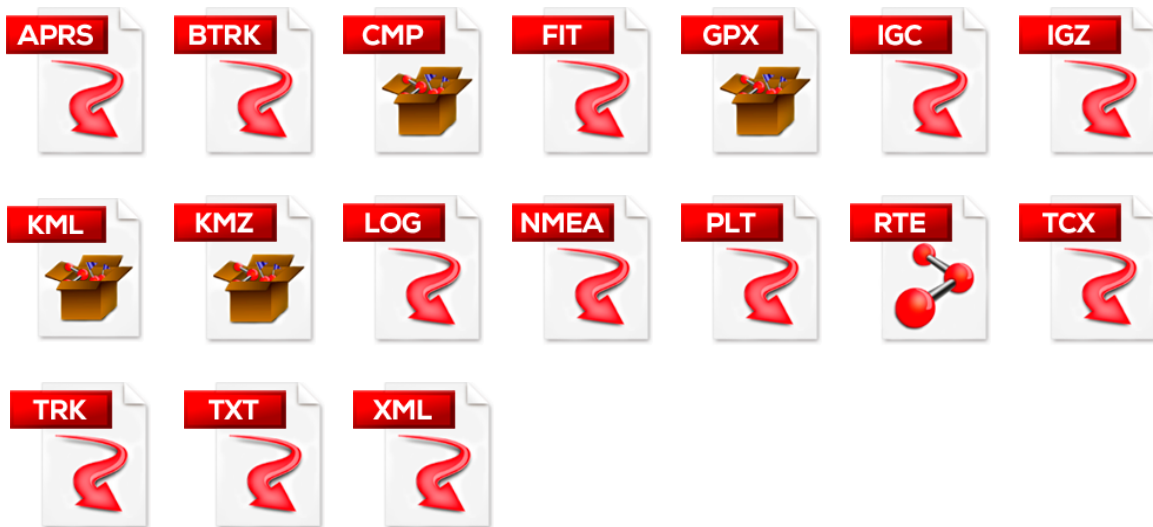 APRS BTRK CMP FIT GPX IGC IGZ
KML KMZ LOG NMEA PLT RTE TCX
TRK TXT XML